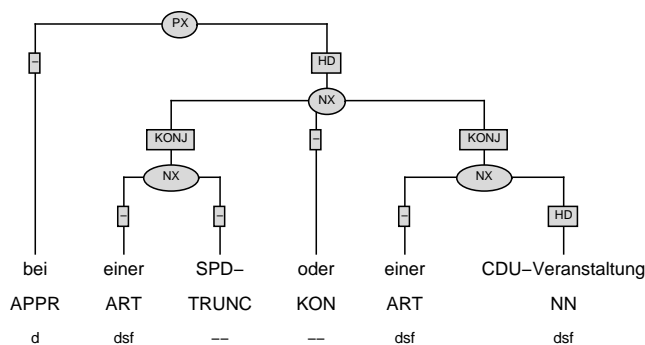 PX
– HD
NX
KONJ – KONJ
NX NX
– – – HD
bei einer SPD– oder einer CDU–Veranstaltung
APPR ART TRUNC KON ART NN
d dsf −− −− dsf dsf